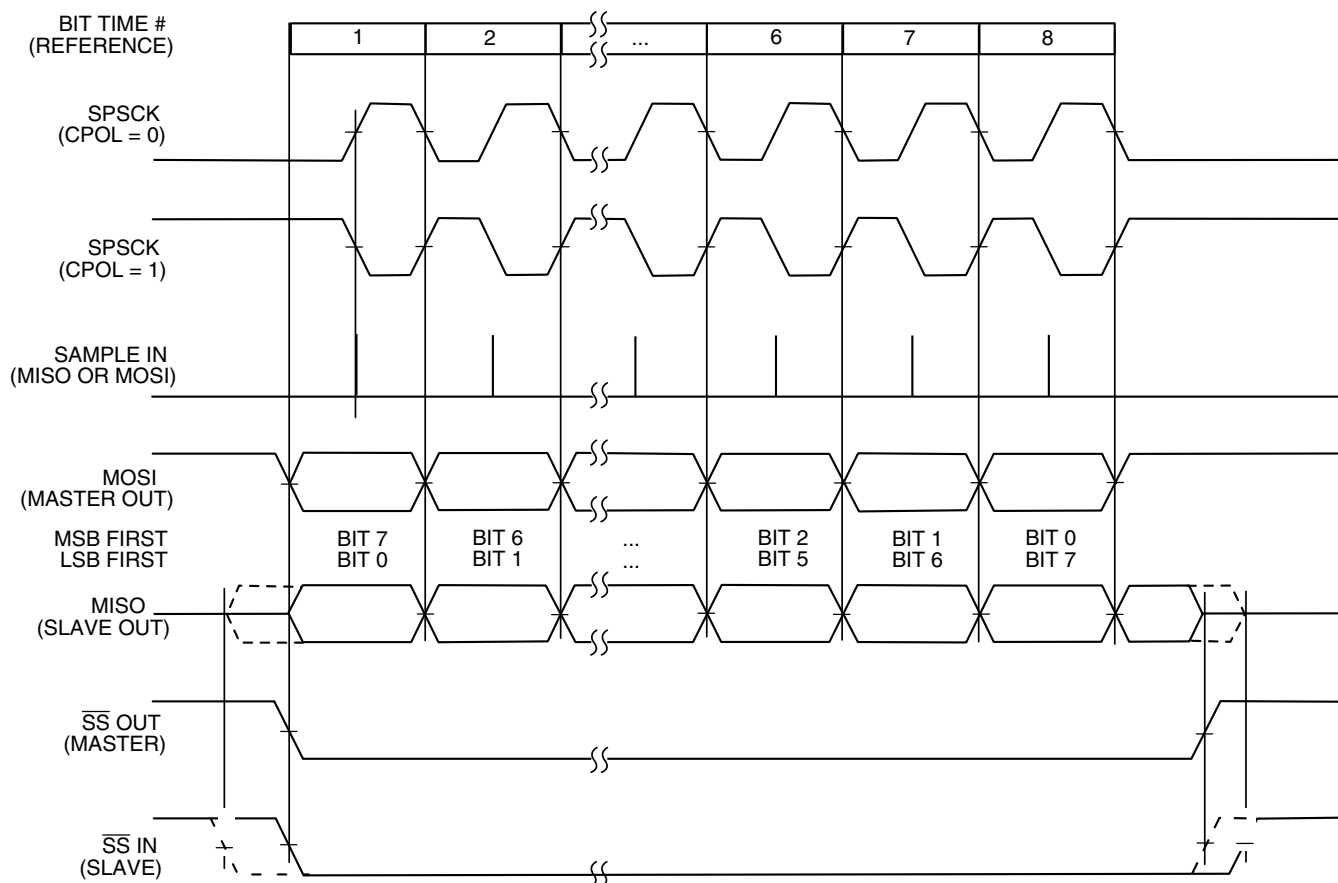 BIT TIME #
(REFERENCE)
1 2 ... 6 7 8
SPSCK
(CPOL = 0)
SPSCK
(CPOL = 1)
SAMPLE IN
(MISO OR MOSI)
MOSI
(MASTER OUT)
MSB FIRST BIT 7 BIT 6 ... BIT 2 BIT 1 BIT 0
LSB FIRST BIT 0 BIT 1 ... BIT 5 BIT 6 BIT 7
MISO
(SLAVE OUT)
S̅S̅ OUT
(MASTER)
S̅S̅ IN
(SLAVE)